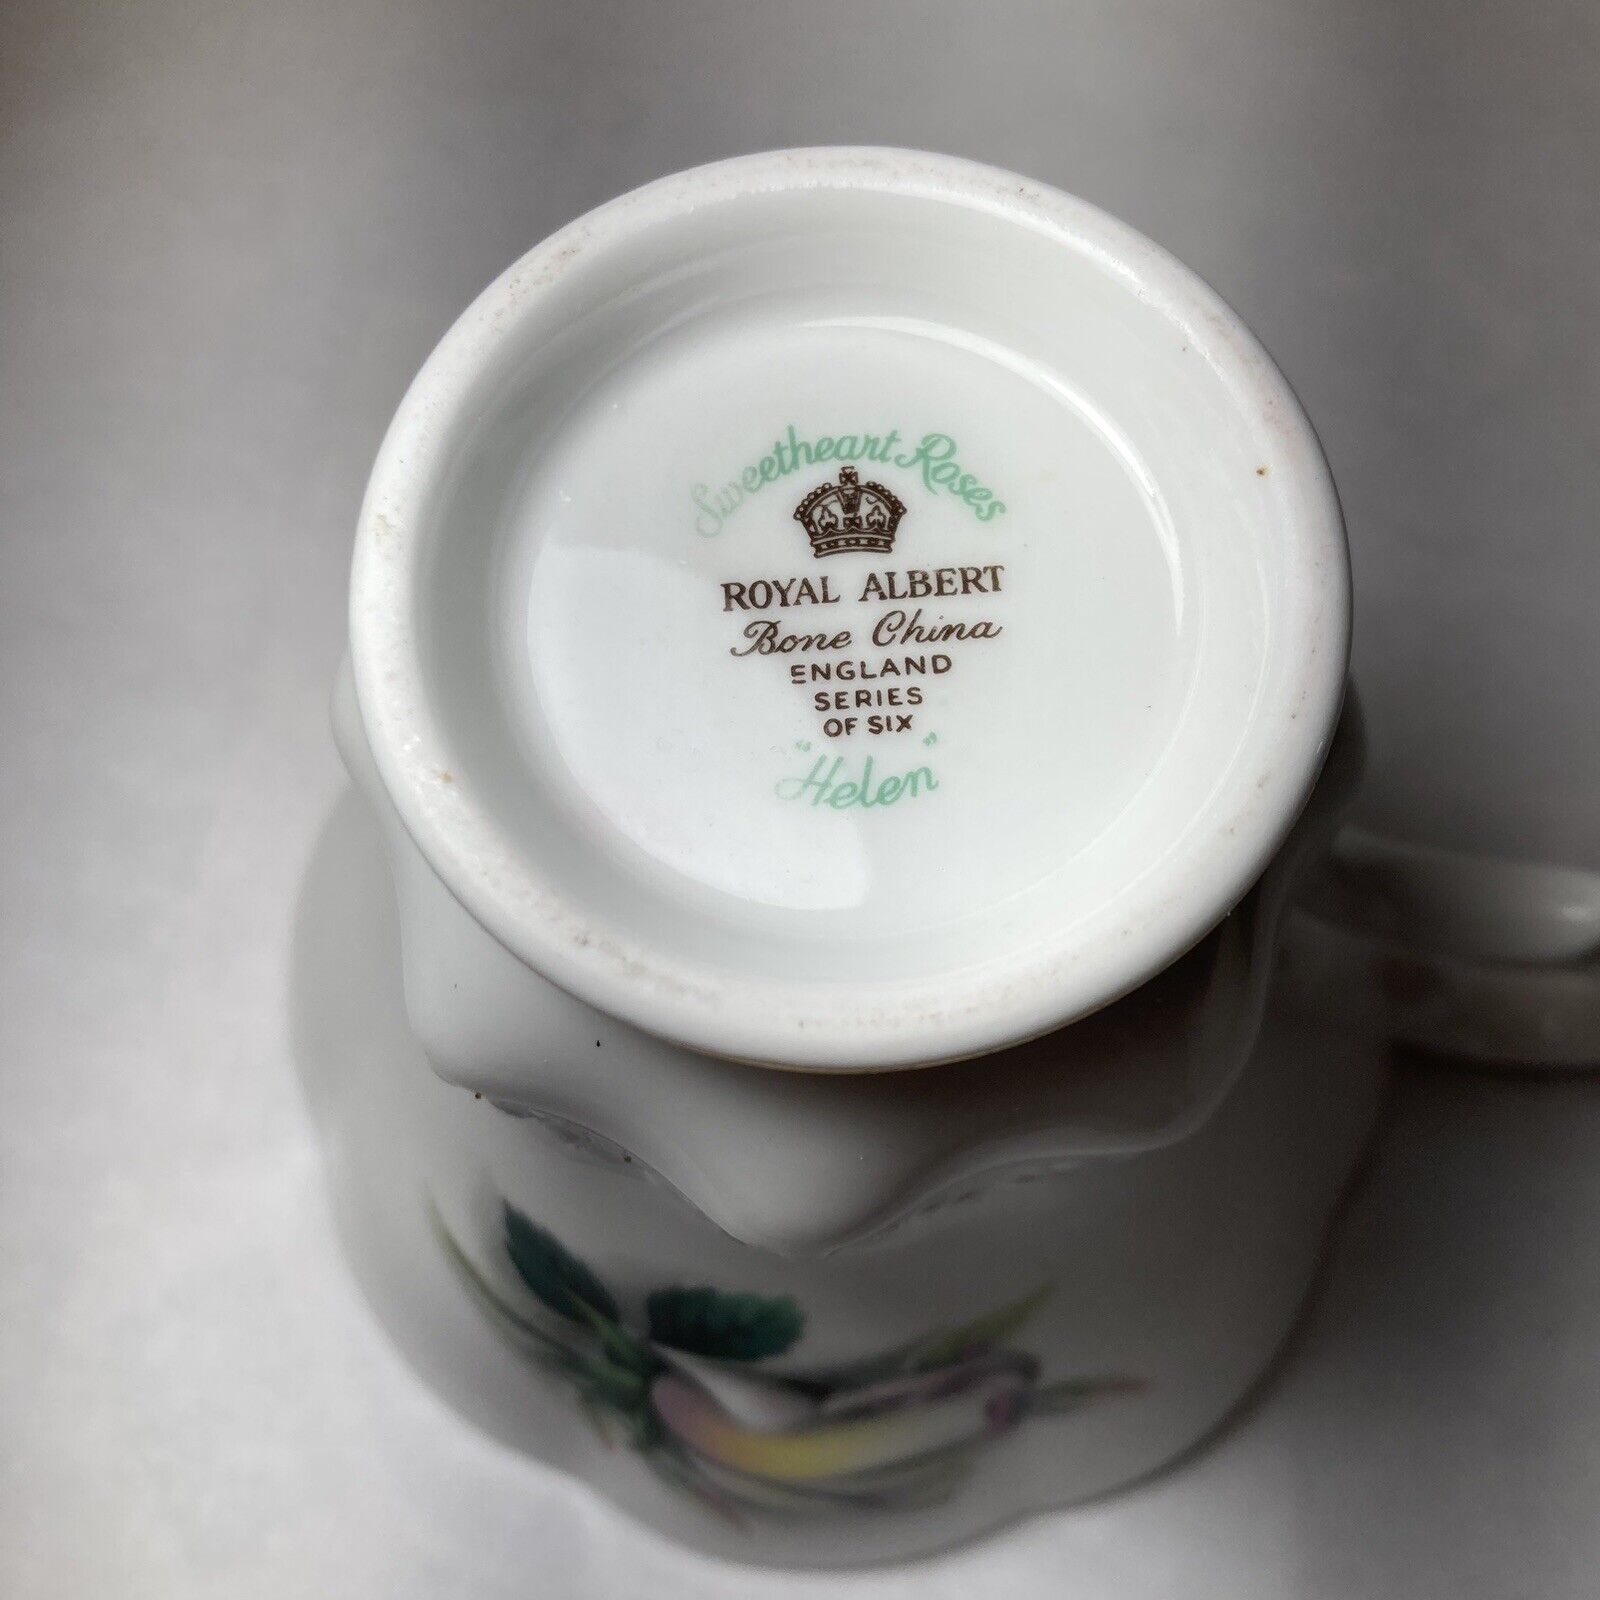 Sweetheart Roses
ROYAL ALBERT
Bone China
ENGLAND
SERIES
OF SIX
"Helen"